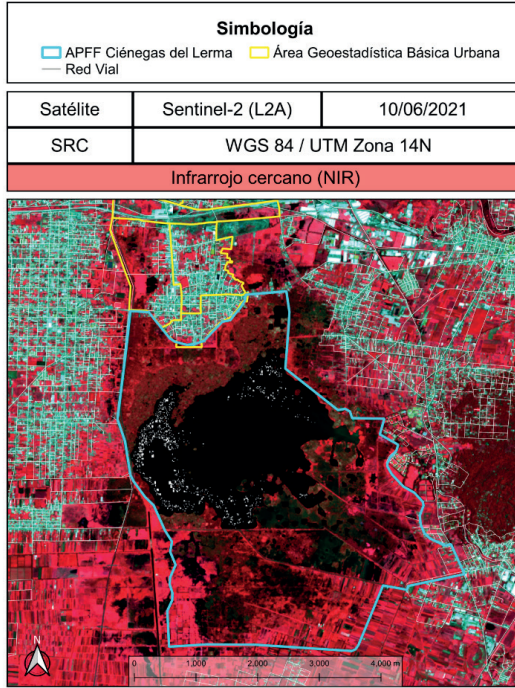 Simbología
APFF Ciénegas del Lerma Área Geoestadística Básica Urbana
Red Vial
Satélite Sentinel-2 (L2A) 10/06/2021
SRC WGS 84 / UTM Zona 14N
Infrarrojo cercano (NIR)
N
0 1,000 2,000 3,000 4,000 m